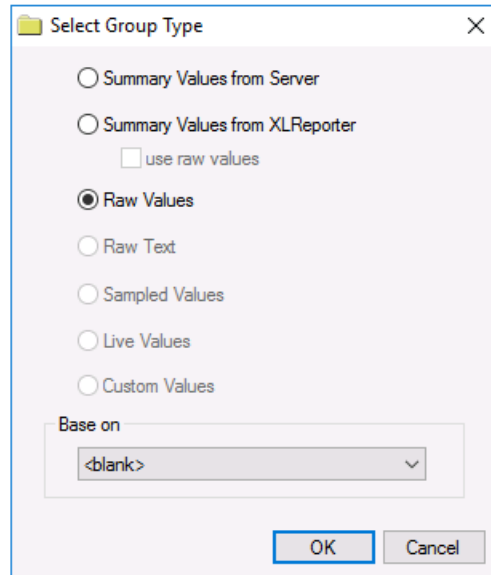 Select Group Type
Summary Values from Server
Summary Values from XLReporter
use raw values
Raw Values
Raw Text
Sampled Values
Live Values
Custom Values
Base on
<blank>
OK Cancel